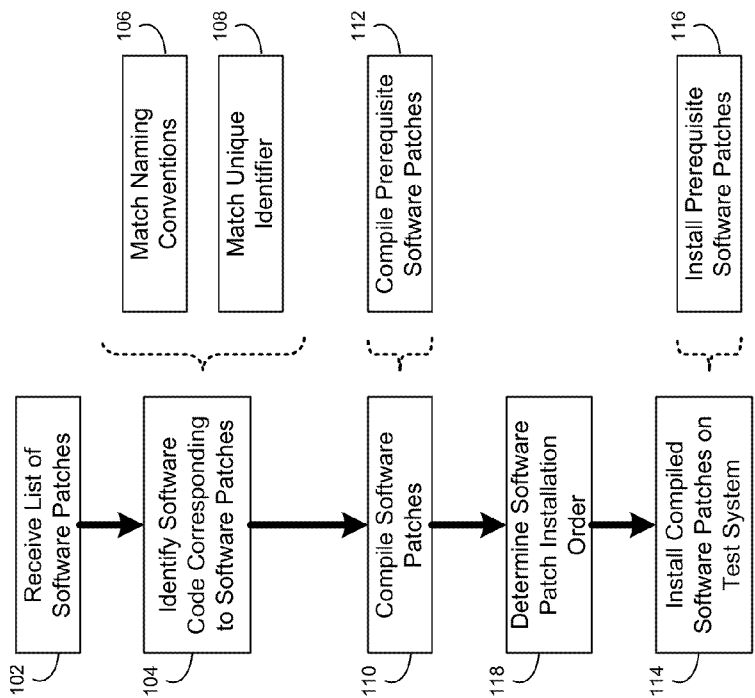 102
Receive List of
Software Patches
104
Identify Software
Code Corresponding
to Software Patches
106
Match Naming
Conventions
108
Match Unique
Identifier
110
Compile Software
Patches
112
Compile Prerequisite
Software Patches
118
Determine Software
Patch Installation
Order
114
Install Compiled
Software Patches on
Test System
116
Install Prerequisite
Software Patches